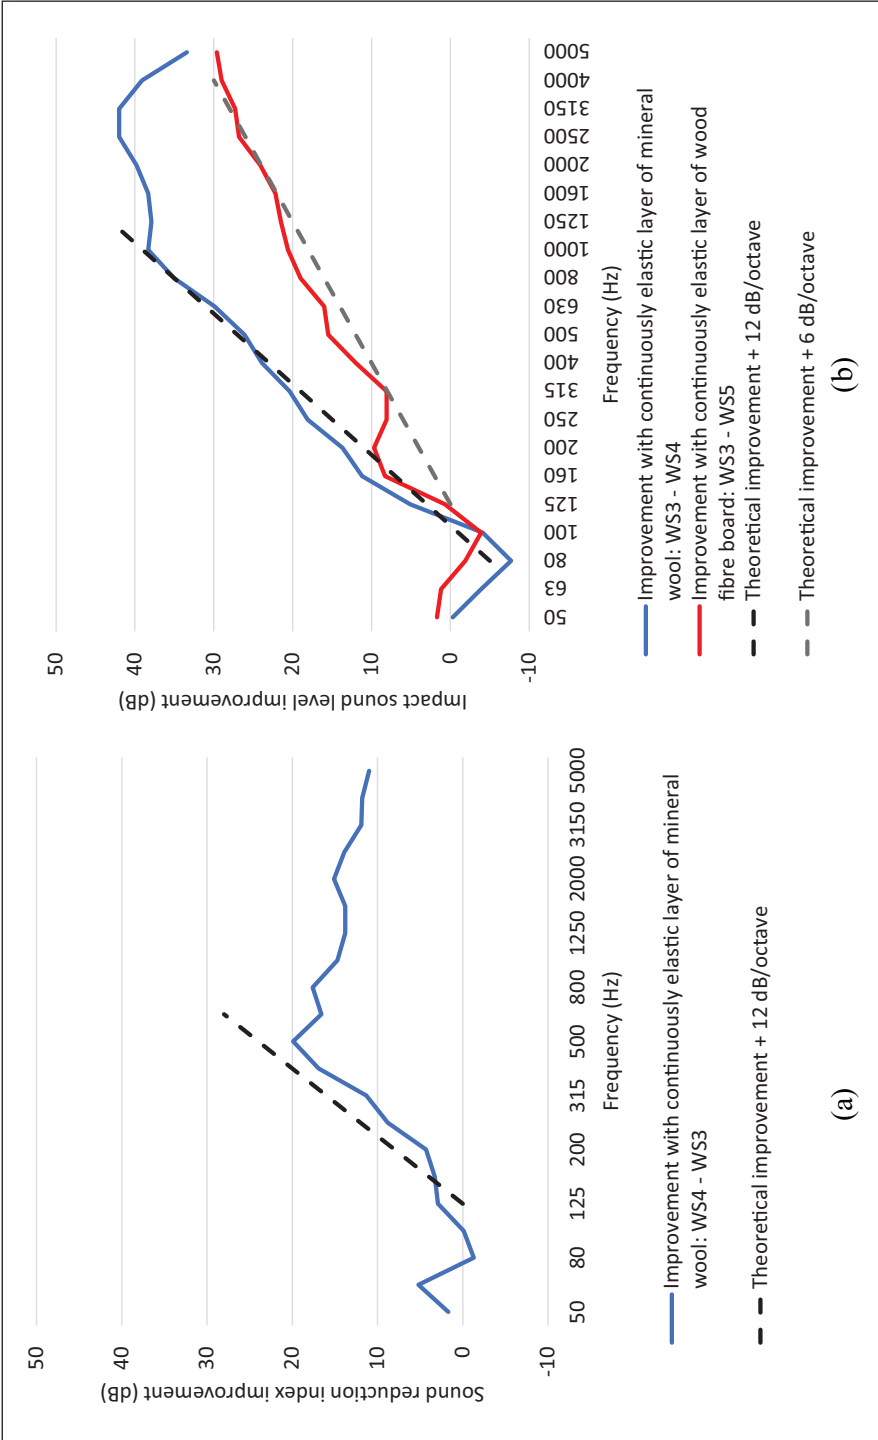 50
40
30
20
10
0
-10
Sound reduction index improvement (dB)
50 80 125 200 315 500 800 1250 2000 3150 5000
Frequency (Hz)
Improvement with continuously elastic layer of mineral
wool: WS4 - WS3
Theoretical improvement + 12 dB/octave
(a)
50
40
30
20
10
0
-10
Impact sound level improvement (dB)
50 63 80 100 125 160 200 250 315 400 500 630 800 1000 1250 1600 2000 2500 3150 4000 5000
Frequency (Hz)
Improvement with continuously elastic layer of mineral
wool: WS3 - WS4
Improvement with continuously elastic layer of wood
fibre board: WS3 - WS5
Theoretical improvement + 12 dB/octave
Theoretical improvement + 6 dB/octave
(b)